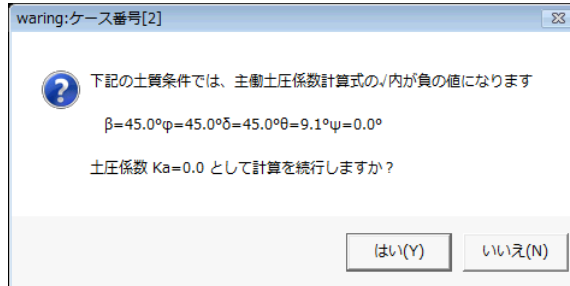 waring:ケース番号[2]
下記の土質条件では、主働土圧係数計算式の√内が負の値になります
β=45.0°φ=45.0°δ=45.0°θ=9.1°ψ=0.0°
土圧係数 Ka=0.0 として計算を続行しますか？
はい(Y)
いいえ(N)